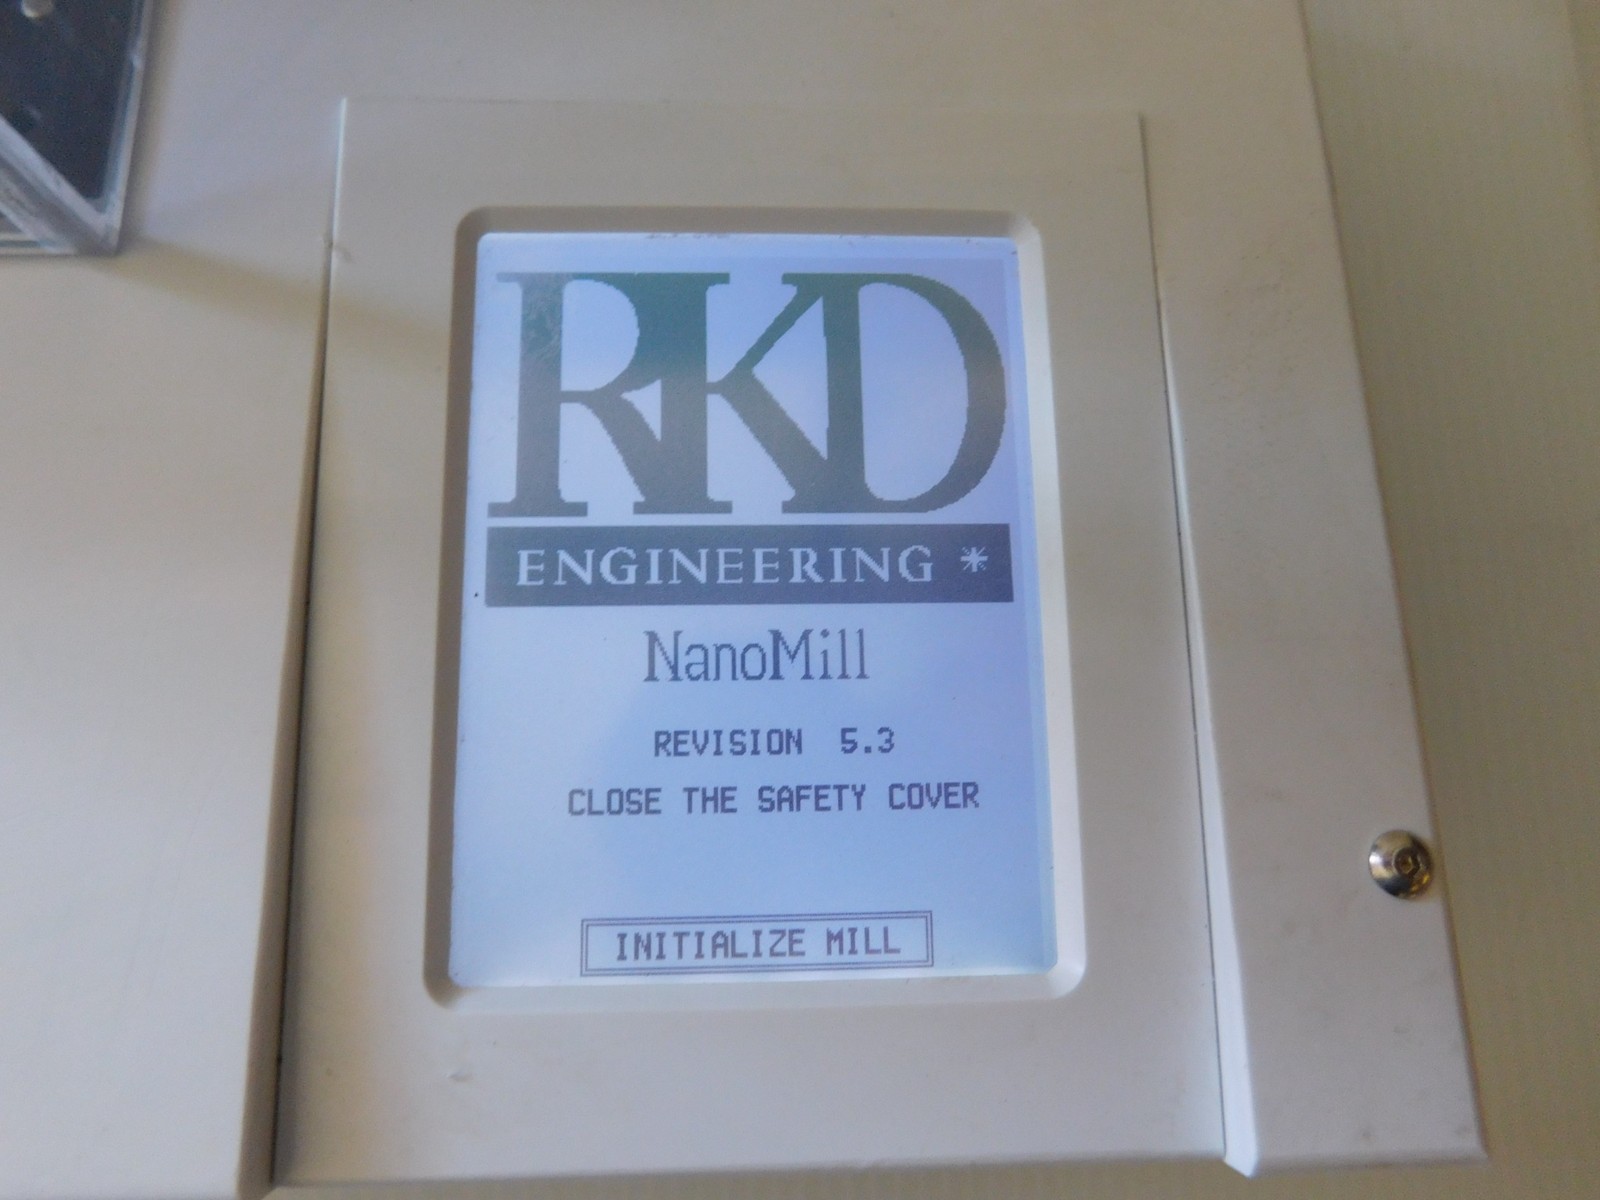 RKD
ENGINEERING *
NanoMill
REVISION 5.3
CLOSE THE SAFETY COVER
INITIALIZE MILL